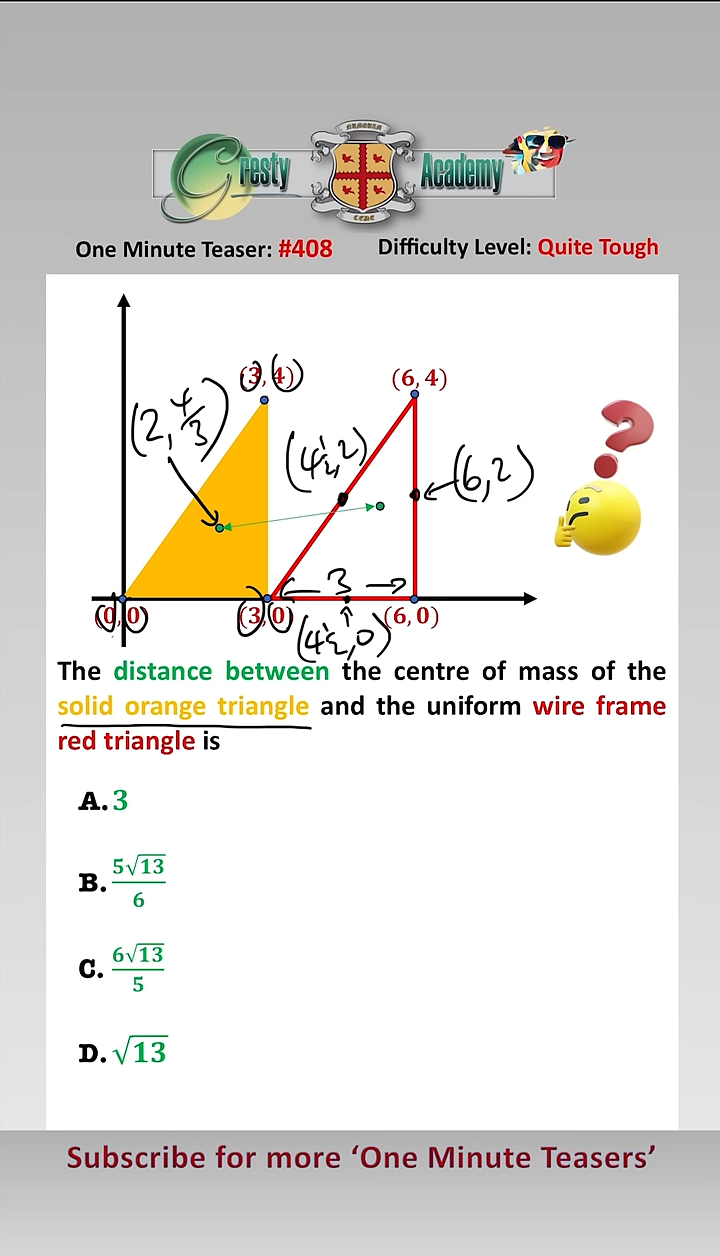 NUMQUAM
Gresty Academy
CEDE
One Minute Teaser: #408 Difficulty Level: Quite Tough
(3, 4) (6, 4)
(2, 4/3)
(4½, 2)
(6, 2)
3
(0, 0) (3, 0) (6, 0)
(4½, 0)
The distance between the centre of mass of the
solid orange triangle and the uniform wire frame
red triangle is
A. 3
B. 5√13/6
C. 6√13/5
D. √13
Subscribe for more ‘One Minute Teasers’